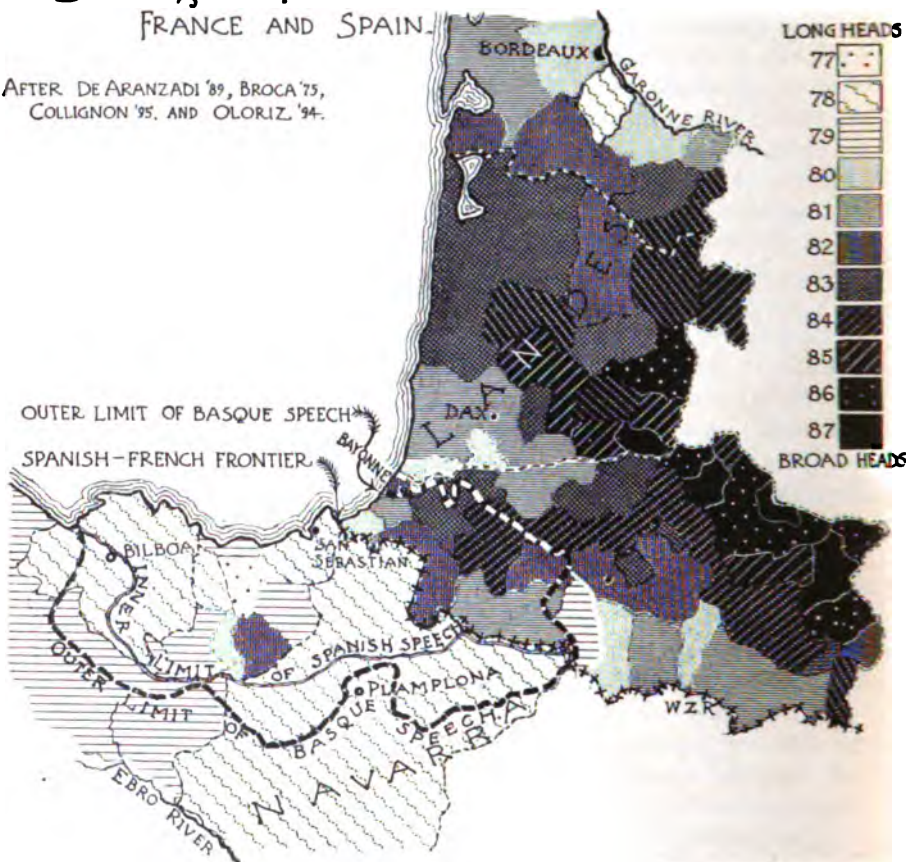 FRANCE AND SPAIN.
AFTER DE ARANZADI '89, BROCA '75,
COLLIGNON '95, AND OLORIZ '94.
LONG HEADS
77
78
79
80
81
82
83
84
85
86
87
BROAD HEADS
BORDEAUX
GARONNE RIVER
LANDES
DAX.
OUTER LIMIT OF BASQUE SPEECH
BAYONNE
SPANISH-FRENCH FRONTIER
BILBOA
SAN
SEBASTIAN
INNER LIMIT OF SPANISH SPEECH
PLAMPLONA
OUTER LIMIT OF BASQUE SPEECH
NAVARRA
EBRO RIVER
WZR